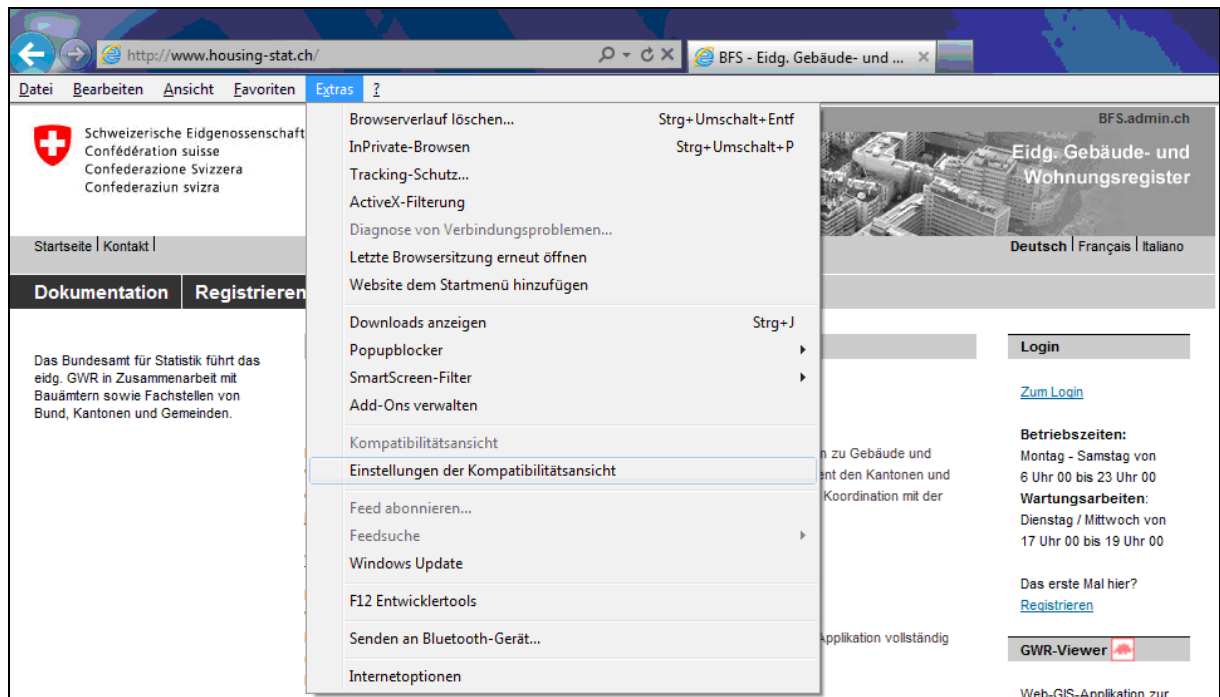 http://www.housing-stat.ch/
BFS - Eidg. Gebäude- und ...
Datei Bearbeiten Ansicht Favoriten Extras ?
Schweizerische Eidgenossenschaft
Confédération suisse
Confederazione Svizzera
Confederaziun svizra
BFS.admin.ch
Eidg. Gebäude- und
Wohnungsregister
Startseite | Kontakt |
Deutsch | Français | Italiano
Dokumentation | Registrieren
Das Bundesamt für Statistik führt das
eidg. GWR in Zusammenarbeit mit
Bauämtern sowie Fachstellen von
Bund, Kantonen und Gemeinden.
Browserverlauf löschen... Strg+Umschalt+Entf
InPrivate-Browsen Strg+Umschalt+P
Tracking-Schutz...
ActiveX-Filterung
Diagnose von Verbindungsproblemen...
Letzte Browsersitzung erneut öffnen
Website dem Startmenü hinzufügen
Downloads anzeigen Strg+J
Popupblocker
SmartScreen-Filter
Add-Ons verwalten
Kompatibilitätsansicht
Einstellungen der Kompatibilitätsansicht
Feed abonnieren...
Feedsuche
Windows Update
F12 Entwicklertools
Senden an Bluetooth-Gerät...
Internetoptionen
zu Gebäude und
den Kantonen und
Koordination mit der
Applikation vollständig
Login
Zum Login
Betriebszeiten:
Montag - Samstag von
6 Uhr 00 bis 23 Uhr 00
Wartungsarbeiten:
Dienstag / Mittwoch von
17 Uhr 00 bis 19 Uhr 00
Das erste Mal hier?
Registrieren
GWR-Viewer
Web-GIS-Applikation zur